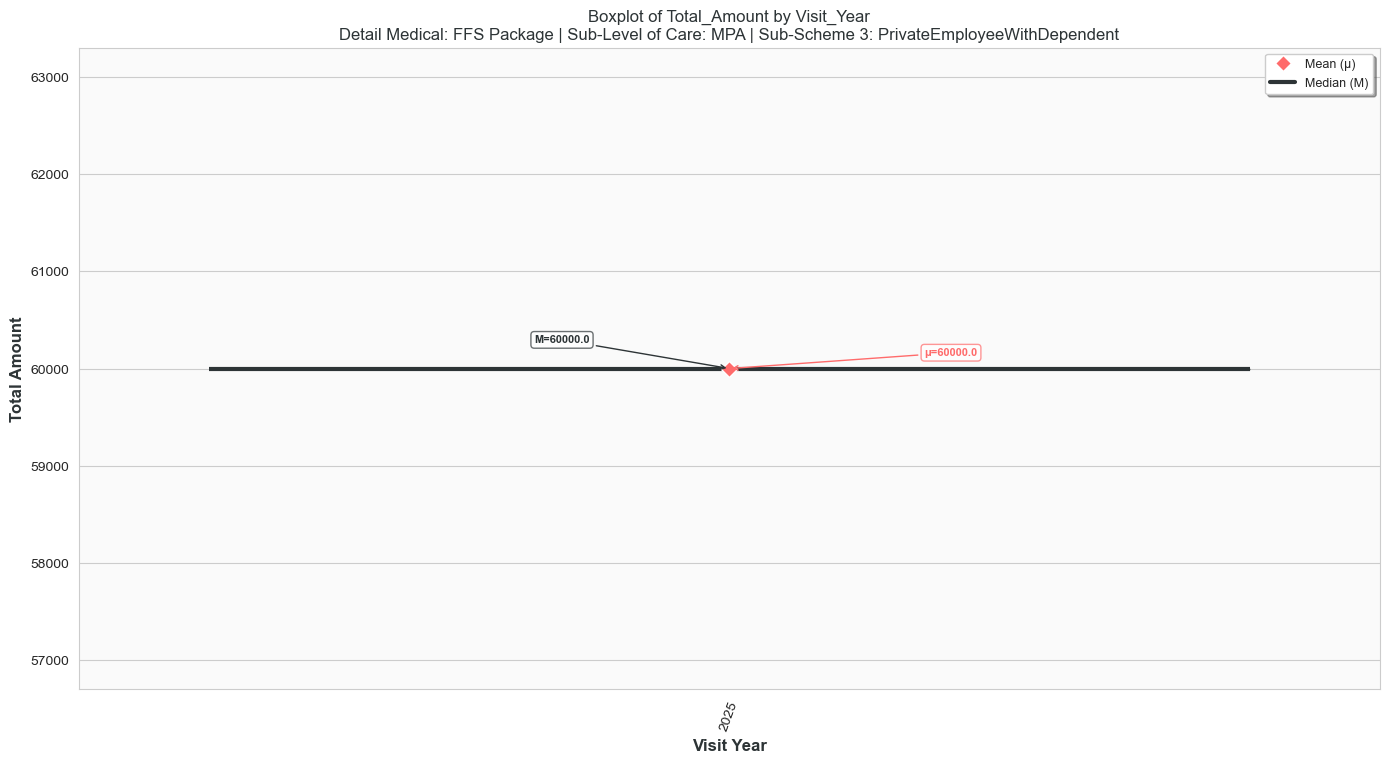 Boxplot of Total_Amount by Visit_Year
Detail Medical: FFS Package | Sub-Level of Care: MPA | Sub-Scheme 3: PrivateEmployeeWithDependent
Mean (μ)
Median (M)
63000
62000
61000
60000
59000
58000
57000
Total Amount
M=60000.0
μ=60000.0
2025
Visit Year